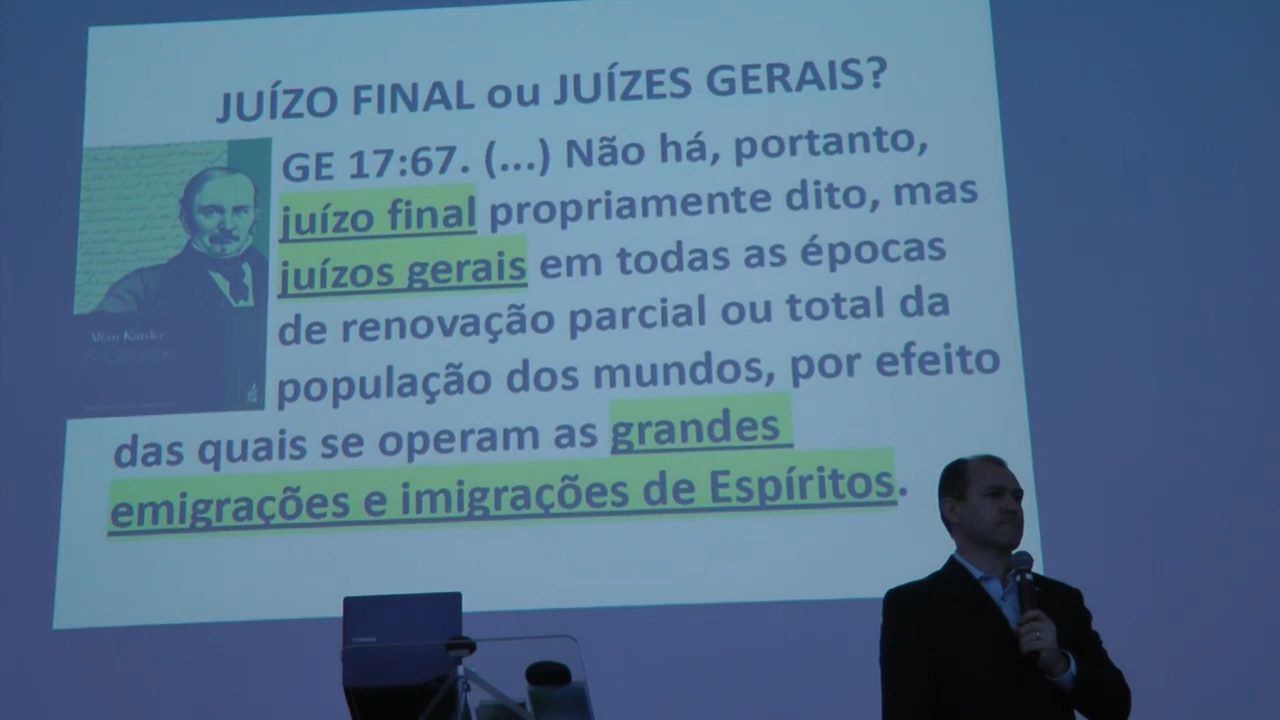 JUÍZO FINAL ou JUÍZES GERAIS?
GE 17:67. (...) Não há, portanto,
juízo final propriamente dito, mas
juízos gerais em todas as épocas
de renovação parcial ou total da
população dos mundos, por efeito
das quais se operam as grandes
emigrações e imigrações de Espíritos.
Allan Kardec
A Gênese